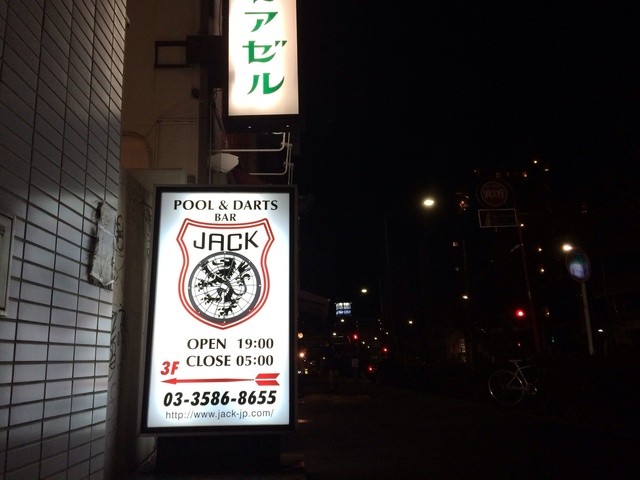 アゼル
POOL & DARTS
BAR
JACK
OPEN 19:00
CLOSE 05:00
3F
03-3586-8655
http://www.jack-jp.com/